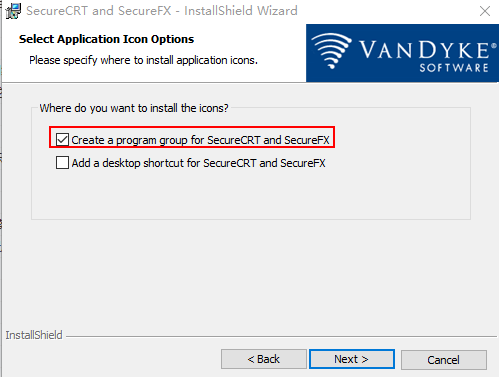 SecureCRT and SecureFX - InstallShield Wizard
Select Application Icon Options
Please specify where to install application icons.
VANDYKE®
SOFTWARE
Where do you want to install the icons?
Create a program group for SecureCRT and SecureFX
Add a desktop shortcut for SecureCRT and SecureFX
InstallShield
< Back
Next >
Cancel